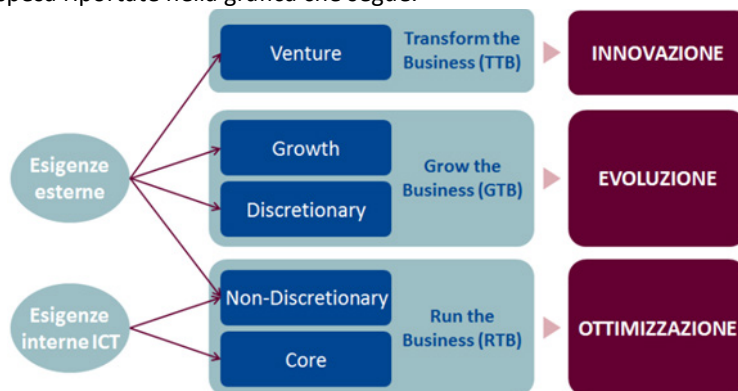 spesa riportate nella grafica che segue.
Venture
Transform the
Business (TTB)
INNOVAZIONE
Esigenze
esterne
Growth
Discretionary
Grow the
Business (GTB)
EVOLUZIONE
Esigenze
interne ICT
Non-Discretionary
Core
Run the
Business (RTB)
OTTIMIZZAZIONE